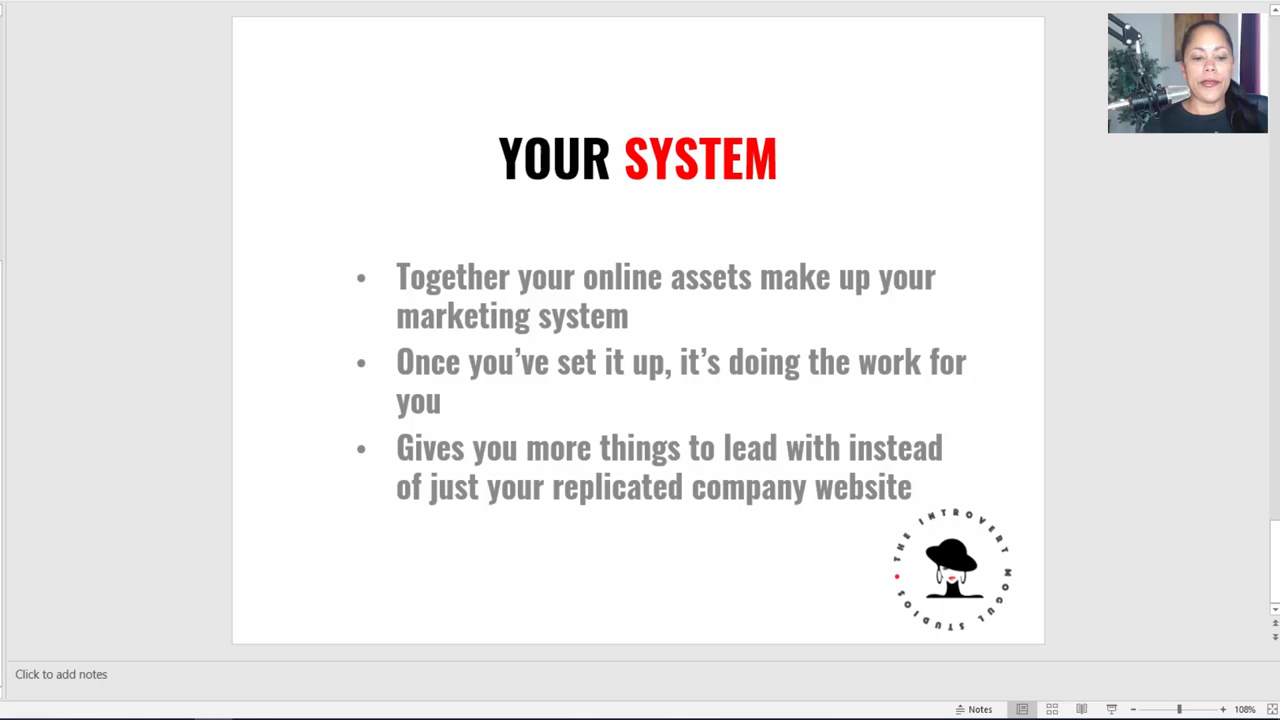 YOUR SYSTEM
• Together your online assets make up your
marketing system
• Once you’ve set it up, it’s doing the work for
you
• Gives you more things to lead with instead
of just your replicated company website
• THE INTROVERT MOGUL STUDIOS
Click to add notes
Notes
108%